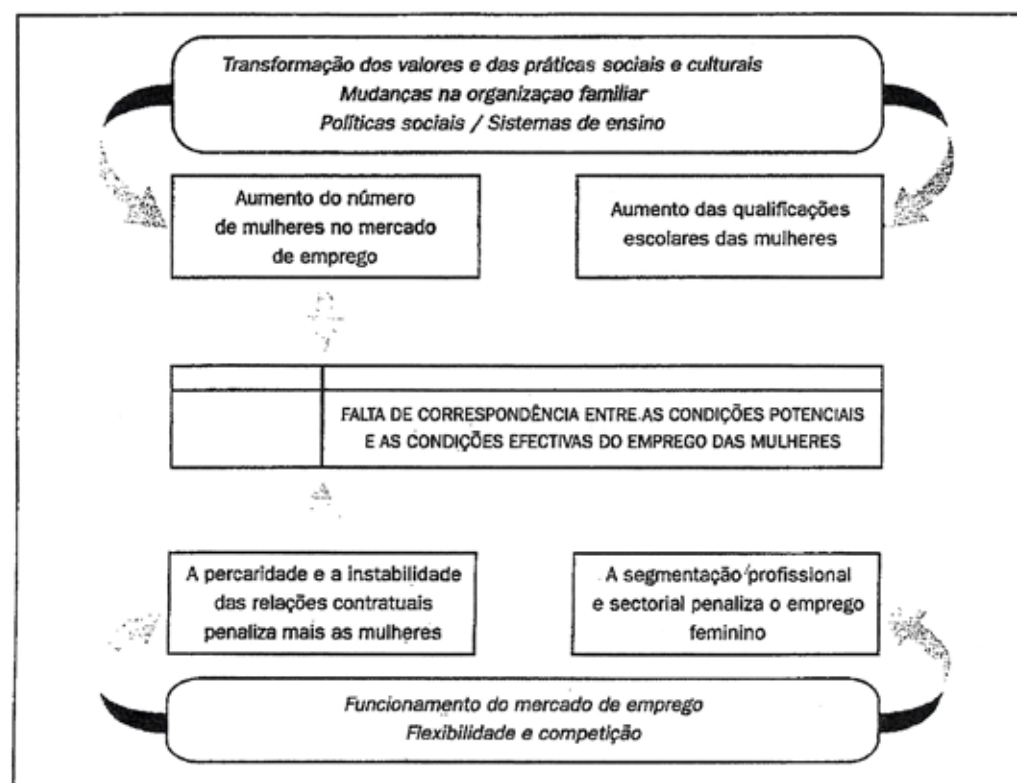 Transformação dos valores e das práticas sociais e culturais
Mudanças na organizaçao familiar
Políticas sociais / Sistemas de ensino
Aumento do número
de mulheres no mercado
de emprego
Aumento das qualificações
escolares das mulheres
FALTA DE CORRESPONDÊNCIA ENTRE AS CONDIÇÕES POTENCIAIS
E AS CONDIÇÕES EFECTIVAS DO EMPREGO DAS MULHERES
A percaridade e a instabilidade
das relações contratuais
penaliza mais as mulheres
A segmentação profissional
e sectorial penaliza o emprego
feminino
Funcionamento do mercado de emprego
Flexibilidade e competição